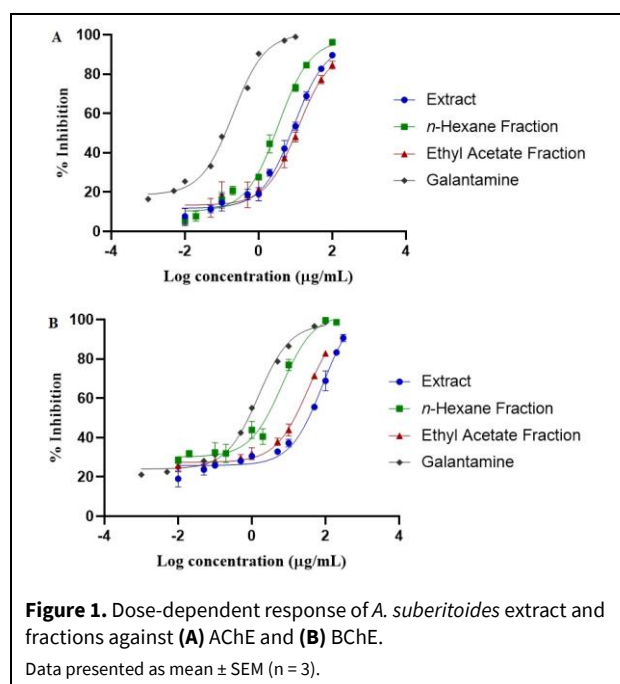 A
100
80
60
40
20
0
% Inhibition
-4 -2 0 2 4
Log concentration (µg/mL)
Extract
n-Hexane Fraction
Ethyl Acetate Fraction
Galantamine
B
100
80
60
40
20
0
% Inhibition
-4 -2 0 2 4
Log concentration (µg/mL)
Extract
n-Hexane Fraction
Ethyl Acetate Fraction
Galantamine
Figure 1. Dose-dependent response of A. suberitoides extract and
fractions against (A) AChE and (B) BChE.
Data presented as mean ± SEM (n = 3).